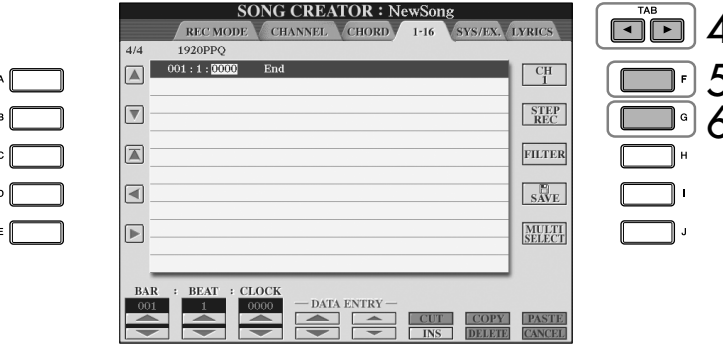 SONG CREATOR : NewSong
TAB
4
REC MODE CHANNEL CHORD 1-16 SYS/EX. LYRICS
4/4 1920PPQ
001 : 1 : 0000 End
CH 1
A
F
5
STEP REC
B
G
6
FILTER
C
H
SAVE
D
I
MULTI SELECT
E
J
BAR : BEAT : CLOCK
001 1 0000
DATA ENTRY
CUT COPY PASTE
INS DELETE CANCEL